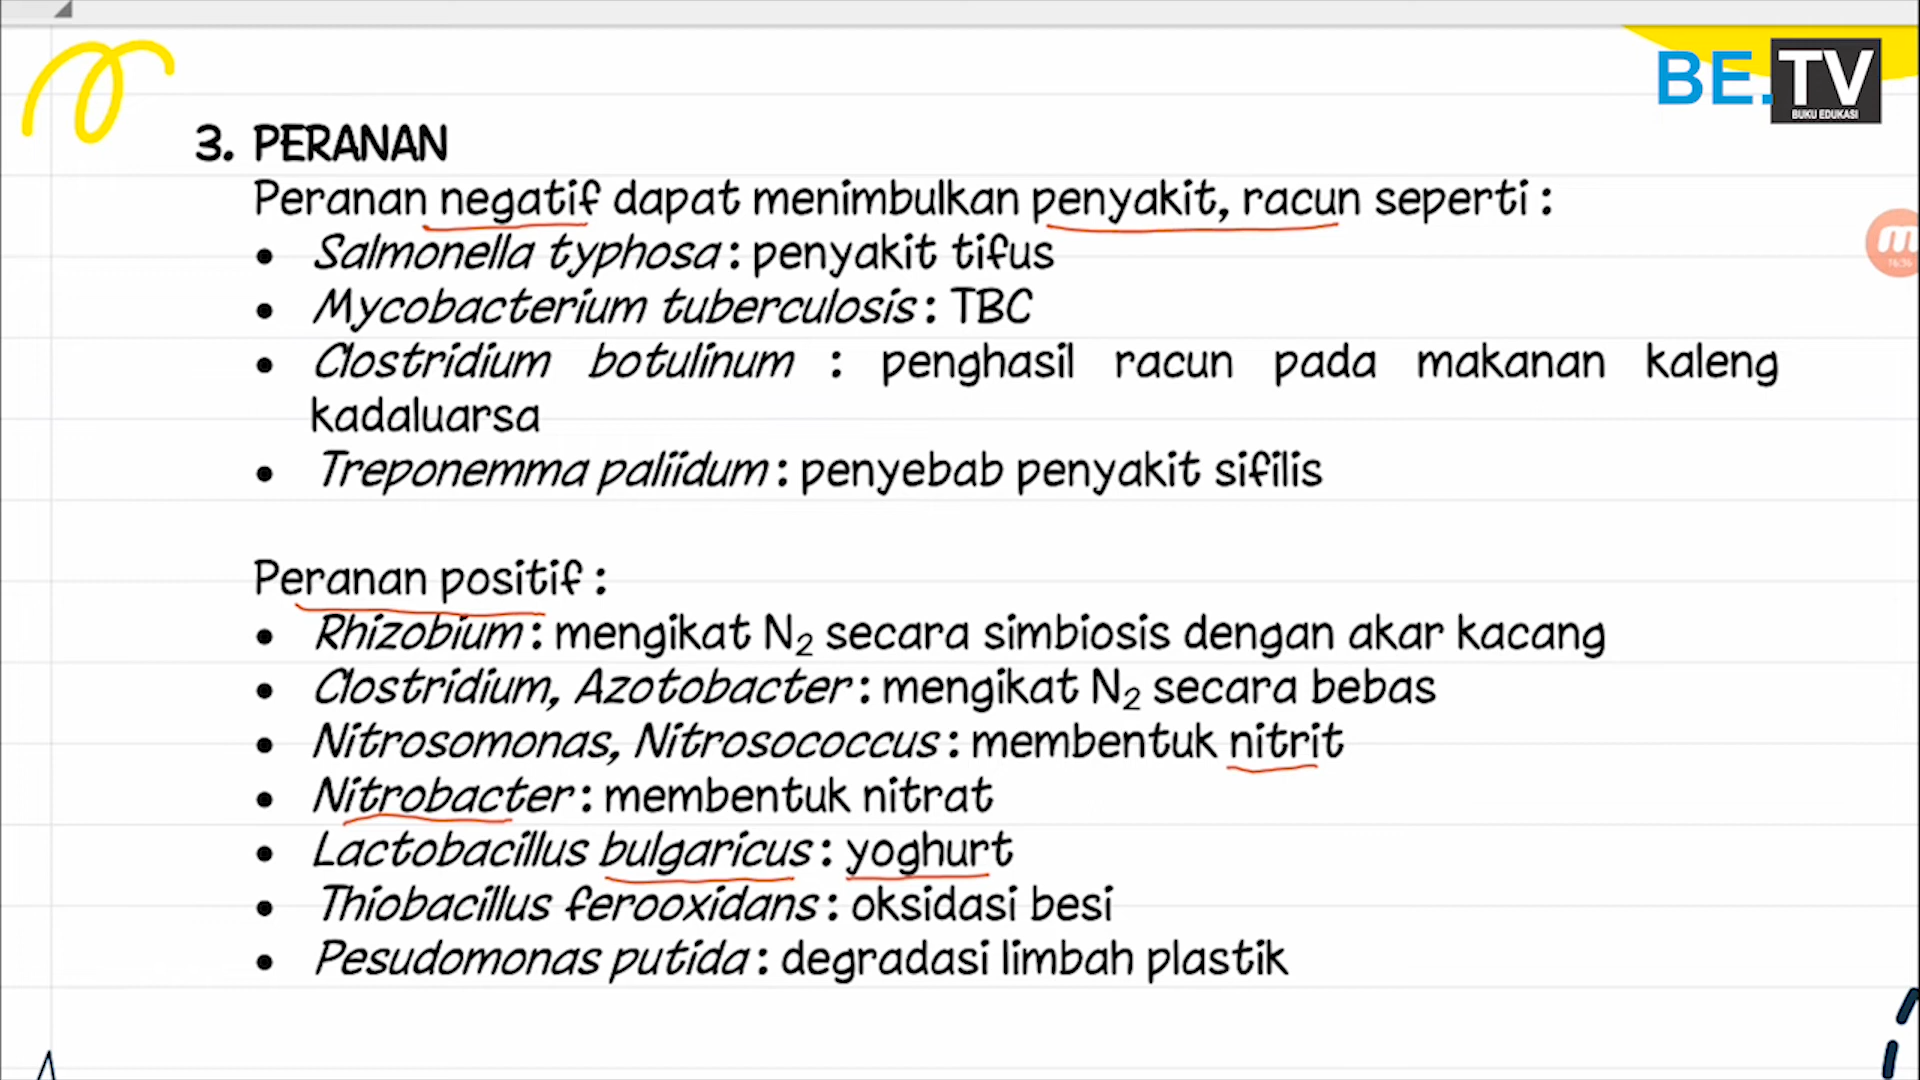 BE.TV
BUKU EDUKASI
3. PERANAN
Peranan negatif dapat menimbulkan penyakit, racun seperti :
• Salmonella typhosa : penyakit tifus
• Mycobacterium tuberculosis : TBC
• Clostridium botulinum : penghasil racun pada makanan kaleng
kadaluarsa
• Treponemma paliidum : penyebab penyakit sifilis
Peranan positif :
• Rhizobium : mengikat N₂ secara simbiosis dengan akar kacang
• Clostridium, Azotobacter : mengikat N₂ secara bebas
• Nitrosomonas, Nitrosococcus : membentuk nitrit
• Nitrobacter : membentuk nitrat
• Lactobacillus bulgaricus : yoghurt
• Thiobacillus ferooxidans : oksidasi besi
• Pesudomonas putida : degradasi limbah plastik